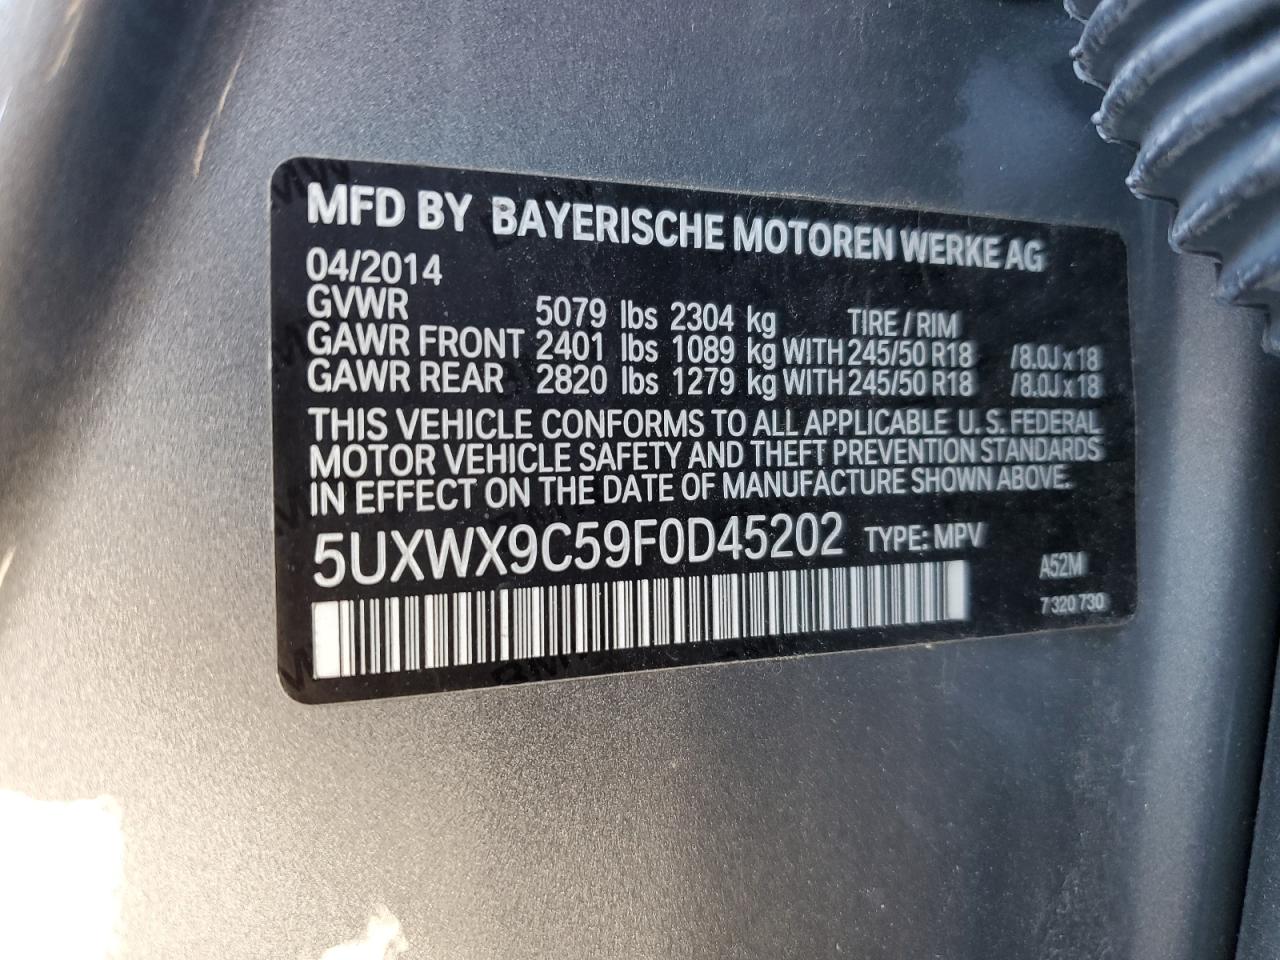 MFD BY BAYERISCHE MOTOREN WERKE AG
04/2014
GVWR 5079 lbs 2304 kg TIRE / RIM
GAWR FRONT 2401 lbs 1089 kg WITH 245/50 R18 /8.0J x 18
GAWR REAR 2820 lbs 1279 kg WITH 245/50 R18 /8.0J x 18
THIS VEHICLE CONFORMS TO ALL APPLICABLE U.S. FEDERAL
MOTOR VEHICLE SAFETY AND THEFT PREVENTION STANDARDS
IN EFFECT ON THE DATE OF MANUFACTURE SHOWN ABOVE.
5UXWX9C59F0D45202 TYPE: MPV
A52M
7 320 730